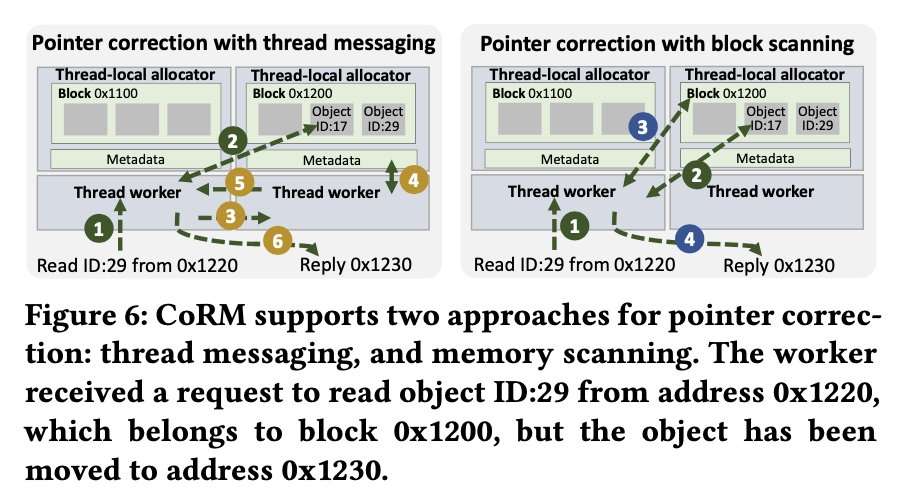 Pointer correction with thread messaging
Thread-local allocator
Block 0x1100
Metadata
Thread-local allocator
Block 0x1200
Object ID:17
Object ID:29
Metadata
Thread worker
Thread worker
1
2
3
4
5
6
Read ID:29 from 0x1220
Reply 0x1230
Pointer correction with block scanning
Thread-local allocator
Block 0x1100
Metadata
Thread-local allocator
Block 0x1200
Object ID:17
Object ID:29
Metadata
Thread worker
Thread worker
1
2
3
4
Read ID:29 from 0x1220
Reply 0x1230
Figure 6: CoRM supports two approaches for pointer correc-
tion: thread messaging, and memory scanning. The worker
received a request to read object ID:29 from address 0x1220,
which belongs to block 0x1200, but the object has been
moved to address 0x1230.